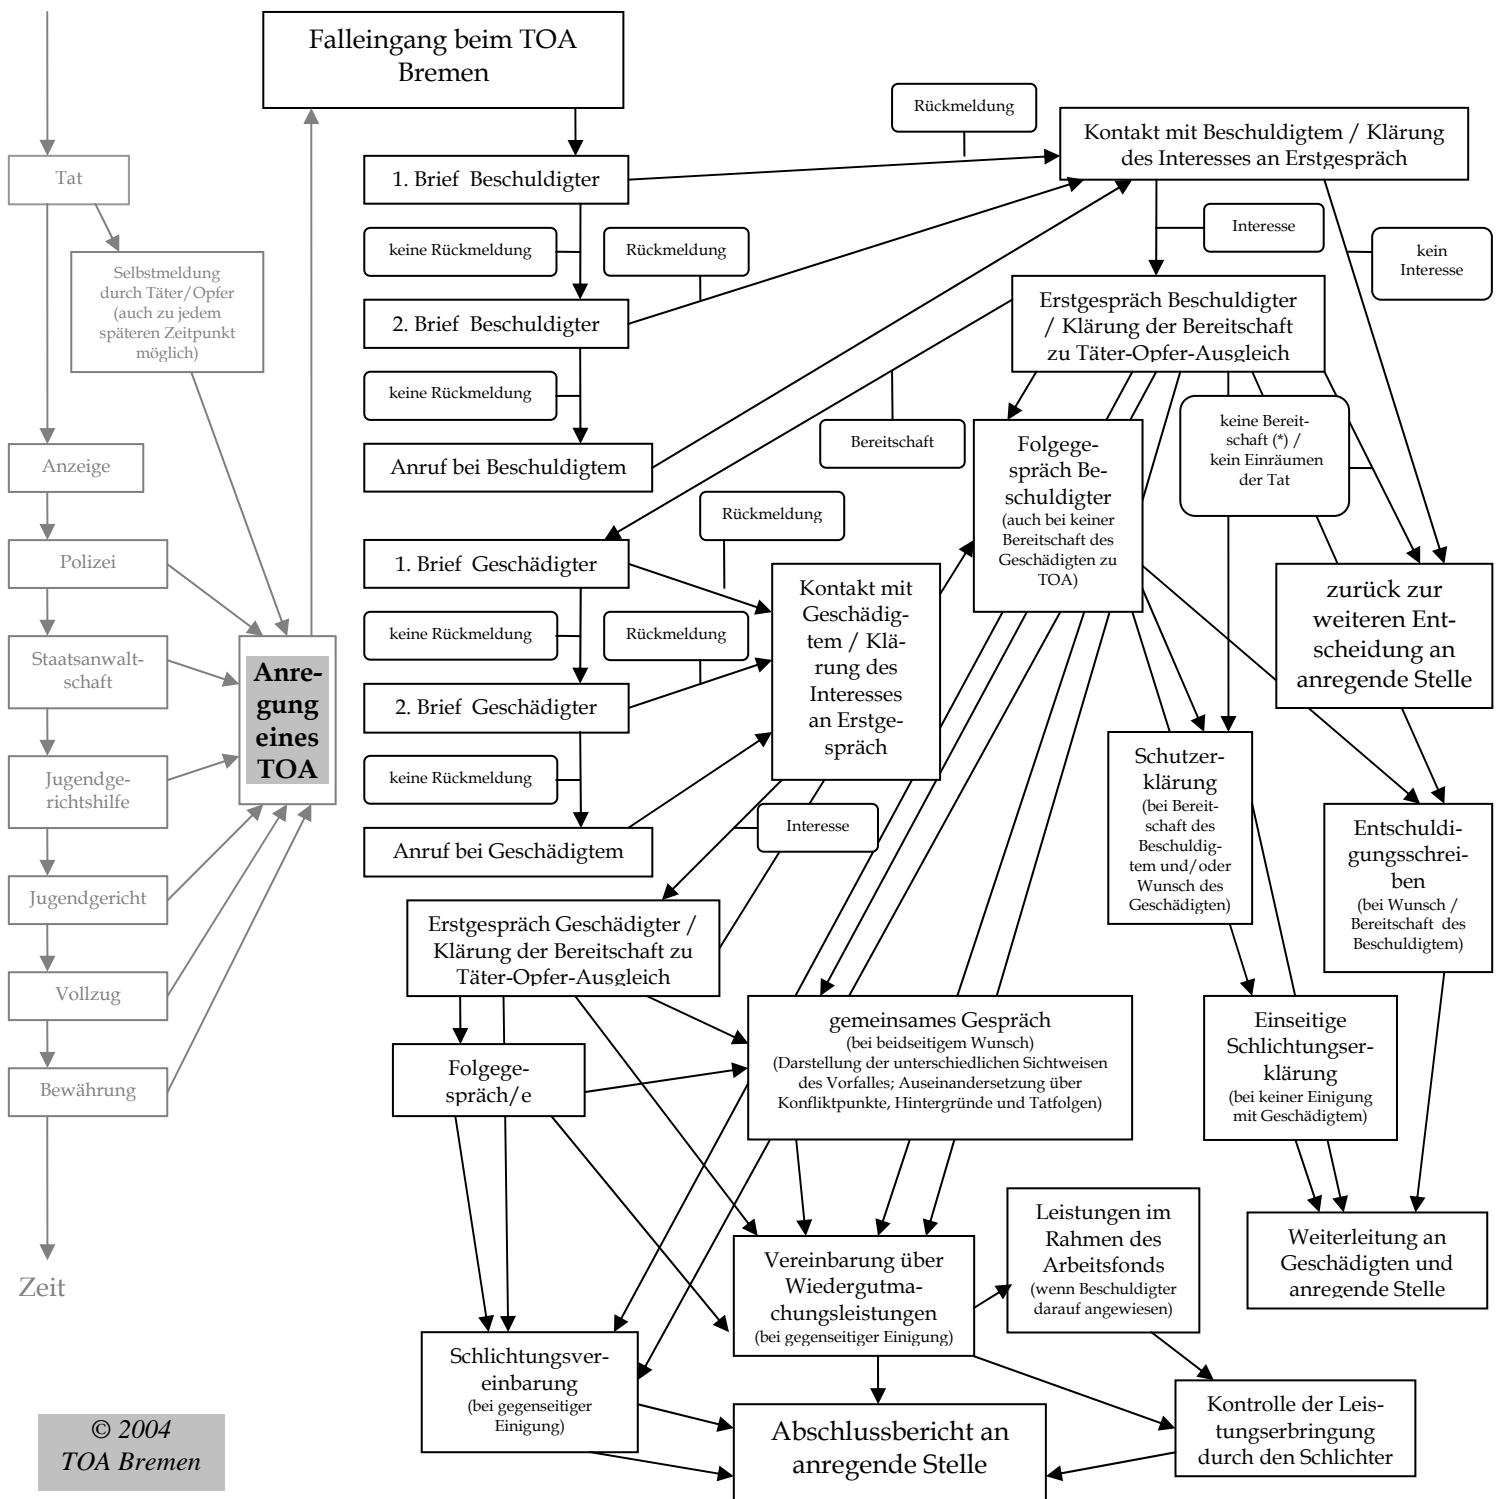 Falleingang beim TOA
Bremen
Rückmeldung
Kontakt mit Beschuldigtem / Klärung
des Interesses an Erstgespräch
Tat
1. Brief Beschuldigter
Selbstmeldung
durch Täter/Opfer
(auch zu jedem
späteren Zeitpunkt
möglich)
keine Rückmeldung
Rückmeldung
Interesse
kein
Interesse
2. Brief Beschuldigter
Erstgespräch Beschuldigter
/ Klärung der Bereitschaft
zu Täter-Opfer-Ausgleich
keine Rückmeldung
Bereitschaft
Anzeige
Anruf bei Beschuldigtem
Folgege-
spräch Be-
schuldigter
(auch bei keiner
Bereitschaft des
Geschädigten zu
TOA)
keine Bereit-
schaft (*) /
kein Einräumen
der Tat
Rückmeldung
Polizei
1. Brief Geschädigter
Kontakt mit
Geschädig-
tem / Klä-
rung des
Interesses
an Erstge-
spräch
zurück zur
weiteren Ent-
scheidung an
anregende Stelle
keine Rückmeldung
Rückmeldung
Staatsanwalt-
schaft
Anre-
gung
eines
TOA
2. Brief Geschädigter
Jugendge-
richtshilfe
keine Rückmeldung
Schutzer-
klärung
(bei Bereit-
schaft des
Beschuldig-
tem und/oder
Wunsch des
Geschädigten)
Interesse
Entschuldi-
gungsschrei-
ben
(bei Wunsch /
Bereitschaft des
Beschuldigtem)
Anruf bei Geschädigtem
Jugendgericht
Erstgespräch Geschädigter /
Klärung der Bereitschaft zu
Täter-Opfer-Ausgleich
Vollzug
gemeinsames Gespräch
(bei beidseitigem Wunsch)
(Darstellung der unterschiedlichen Sichtweisen
des Vorfalles; Auseinandersetzung über
Konfliktpunkte, Hintergründe und Tatfolgen)
Einseitige
Schlichtungser-
klärung
(bei keiner Einigung
mit Geschädigtem)
Folgege-
spräch/e
Bewährung
Leistungen im
Rahmen des
Arbeitsfonds
(wenn Beschuldigter
darauf angewiesen)
Weiterleitung an
Geschädigten und
anregende Stelle
Vereinbarung über
Wiedergutma-
chungsleistungen
(bei gegenseitiger Einigung)
Zeit
Schlichtungsver-
einbarung
(bei gegenseitiger
Einigung)
Kontrolle der Leis-
tungserbringung
durch den Schlichter
Abschlussbericht an
anregende Stelle
© 2004
TOA Bremen